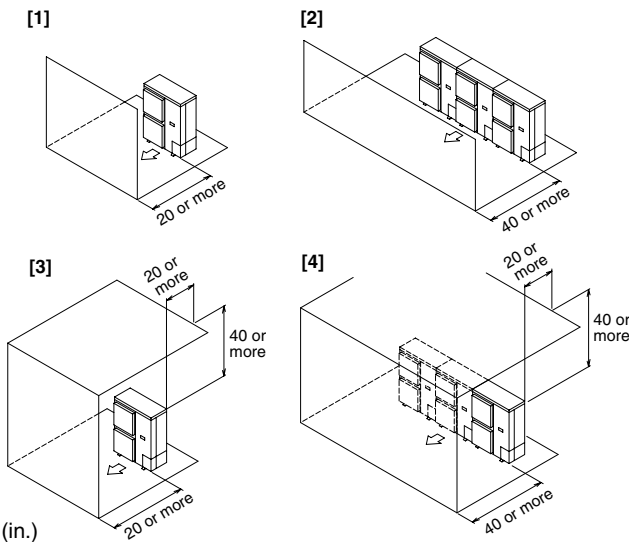 [1]
20 or more
[2]
40 or more
[3]
20 or
more
40 or
more
20 or more
[4]
20 or
more
40 or
more
40 or more
(in.)